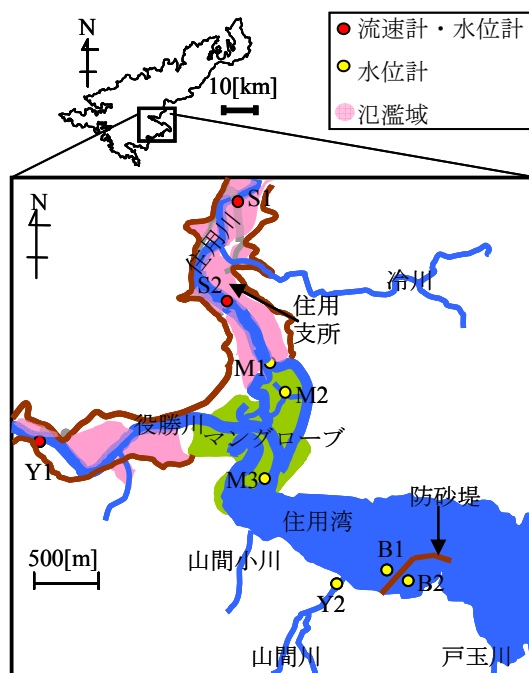 N
10[km]
流速計・水位計
水位計
氾濫域
N
S1
住用川
冷川
S2
住用
支所
M1
M2
役勝川
マングローブ
Y1
M3
防砂堤
住用湾
500[m]
山間小川
B1
B2
Y2
山間川
戸玉川